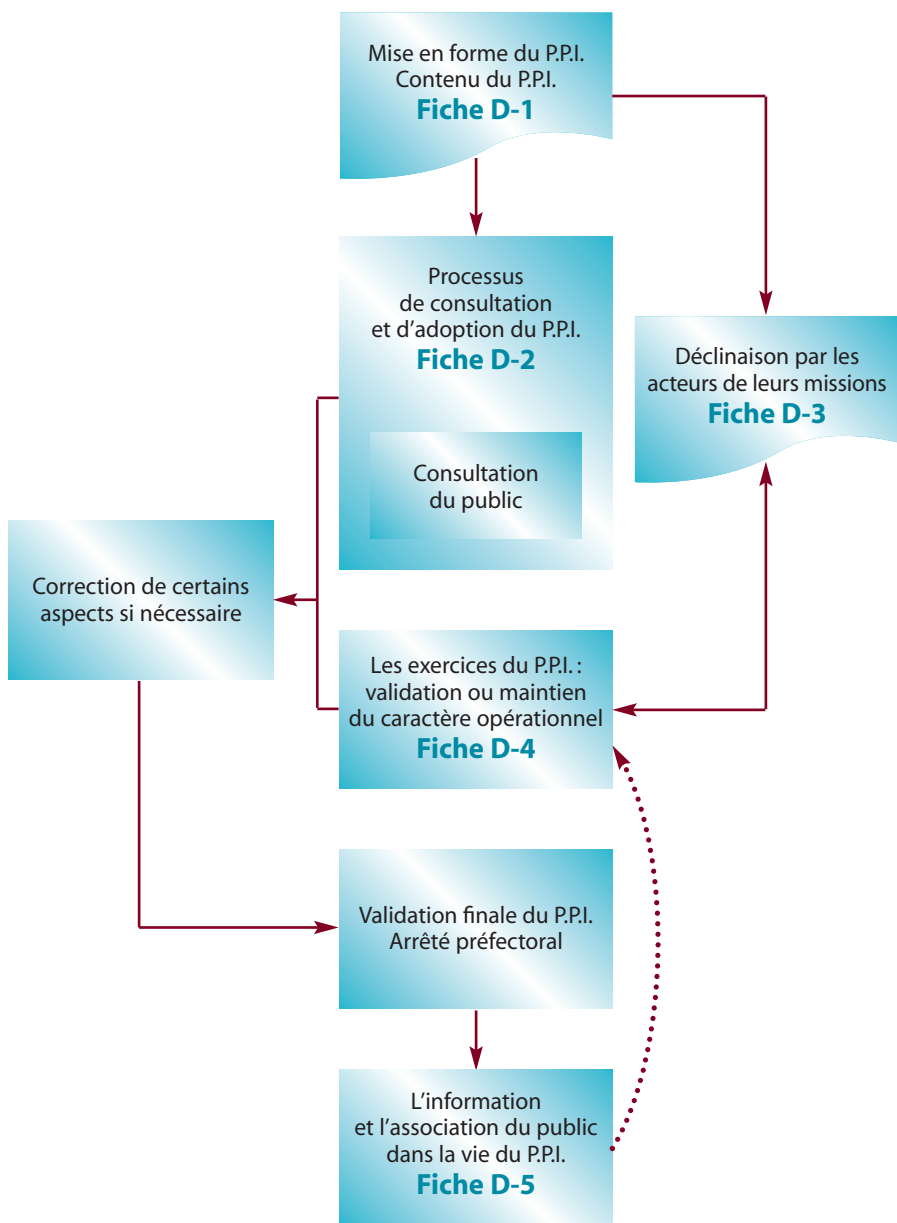 Mise en forme du P.P.I.
Contenu du P.P.I.
Fiche D-1
Processus
de consultation
et d'adoption du P.P.I.
Fiche D-2
Consultation
du public
Déclinaison par les
acteurs de leurs missions
Fiche D-3
Correction de certains
aspects si nécessaire
Les exercices du P.P.I. :
validation ou maintien
du caractère opérationnel
Fiche D-4
Validation finale du P.P.I.
Arrêté préfectoral
L'information
et l'association du public
dans la vie du P.P.I.
Fiche D-5